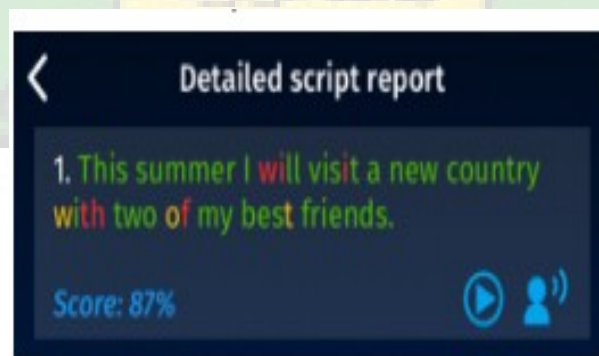 Detailed script report
1. This summer I will visit a new country
with two of my best friends.
Score: 87%